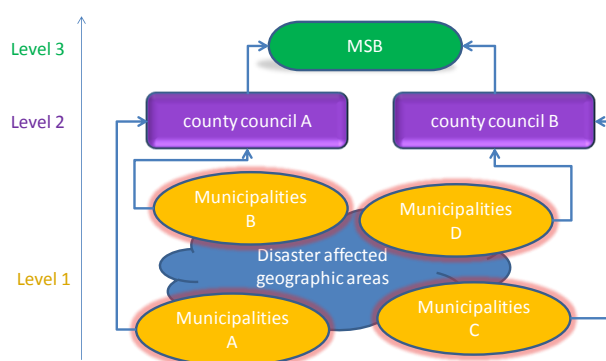 Level 3
MSB
Level 2
county council A
county council B
Municipalities
B
Municipalities
D
Disaster affected
geographic areas
Level 1
Municipalities
A
Municipalities
C